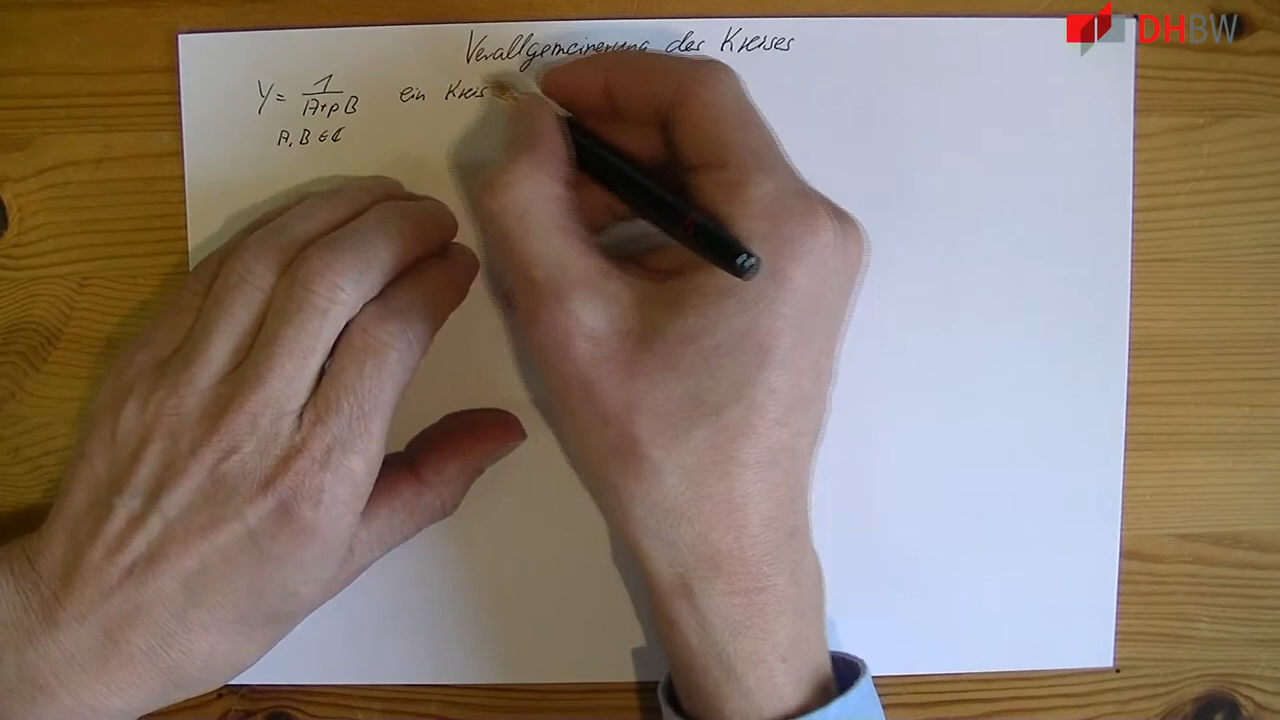 DHBW
Verallgemeinerung des Kreises
Y = 1 / (A+pB) ein Kreis
A, B ∈ ℂ